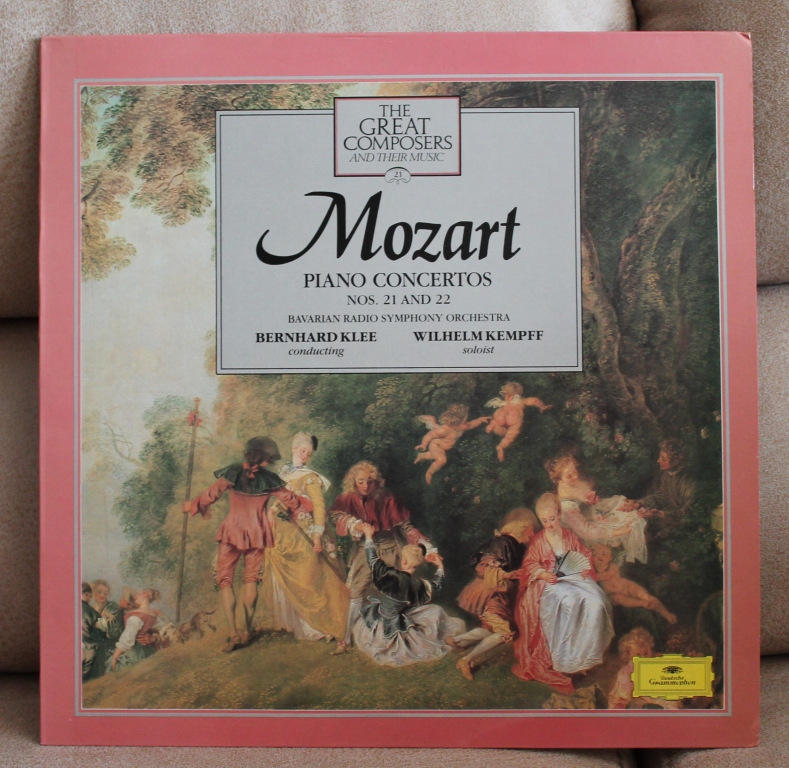 THE
GREAT
COMPOSERS
AND THEIR MUSIC
21
Mozart
PIANO CONCERTOS
NOS. 21 AND 22
BAVARIAN RADIO SYMPHONY ORCHESTRA
BERNHARD KLEE WILHELM KEMPFF
conducting soloist
Deutsche
Grammophon